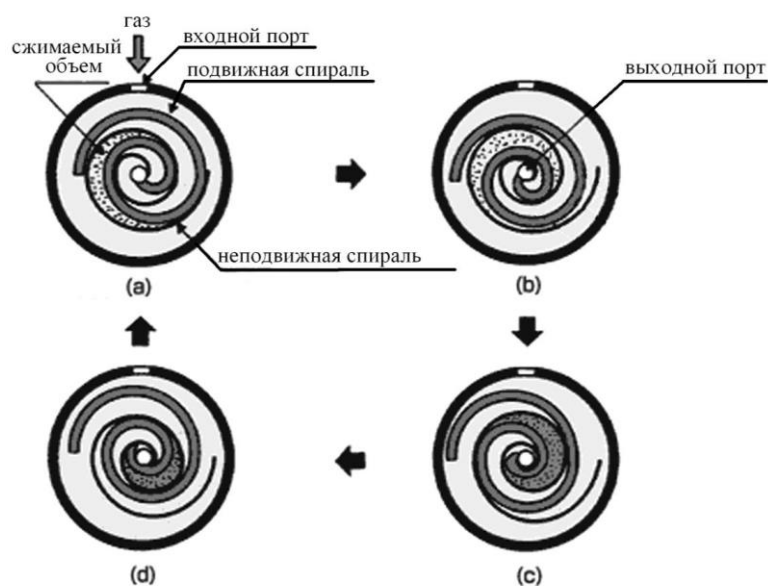 газ
входной порт
сжимаемый
объем
подвижная спираль
выходной порт
неподвижная спираль
(a)
(b)
(d)
(c)